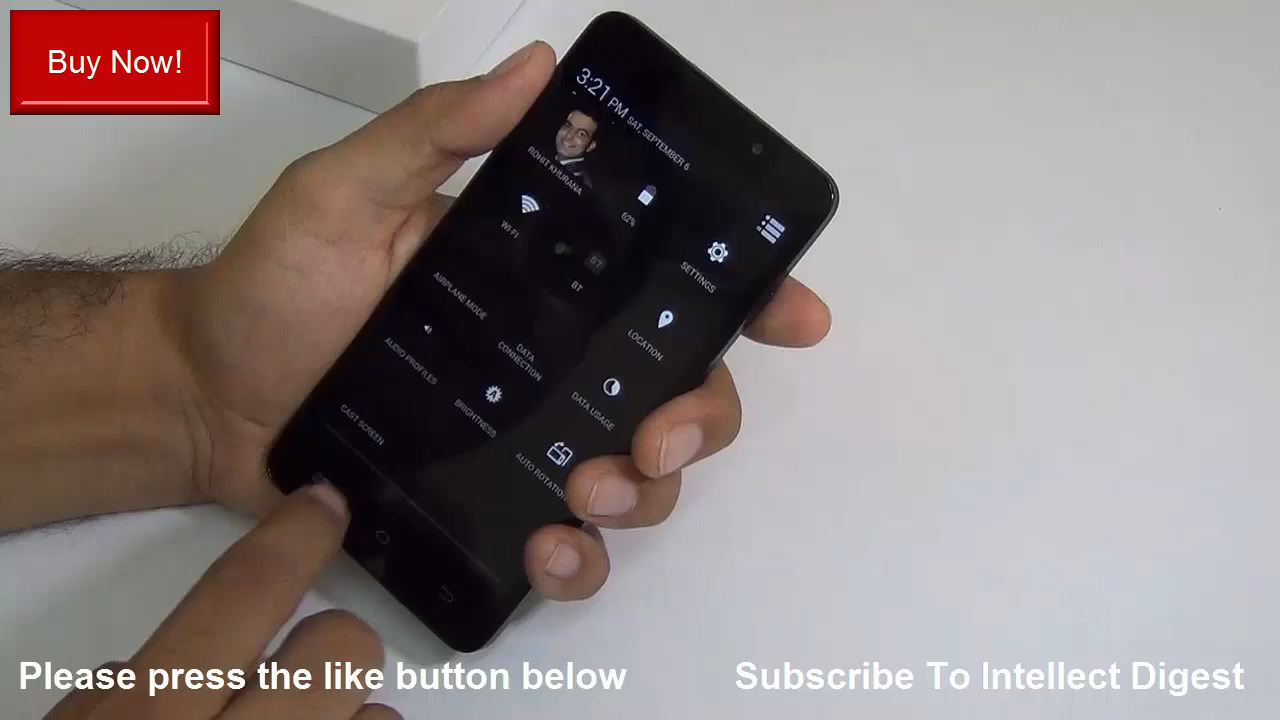 Buy Now!
3:21 PM SAT, SEPTEMBER 6
ROHIT KHURANA
62%
SETTINGS
WI-FI
BT
BT
LOCATION
AIRPLANE MODE
DATA
CONNECTION
DATA USAGE
AUDIO PROFILES
BRIGHTNESS
AUTO ROTATION
CAST SCREEN
Please press the like button below
Subscribe To Intellect Digest